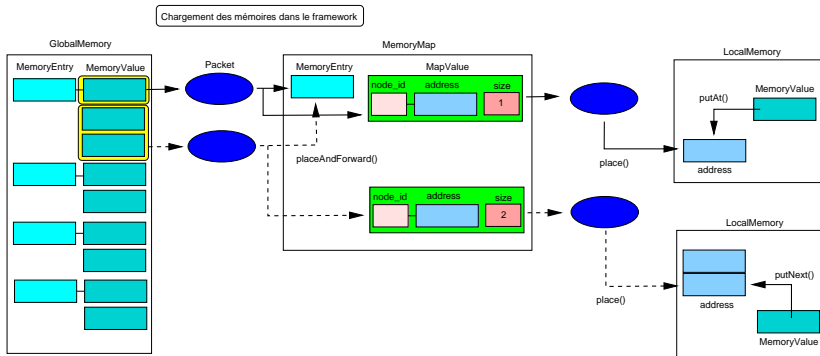 Chargement des mémoires dans le framework
GlobalMemory
MemoryEntry
MemoryValue
Packet
MemoryMap
MemoryEntry
MapValue
node_id
address
size
1
placeAndForward()
node_id
address
size
2
place()
LocalMemory
putAt()
MemoryValue
address
LocalMemory
putNext()
place()
address
MemoryValue